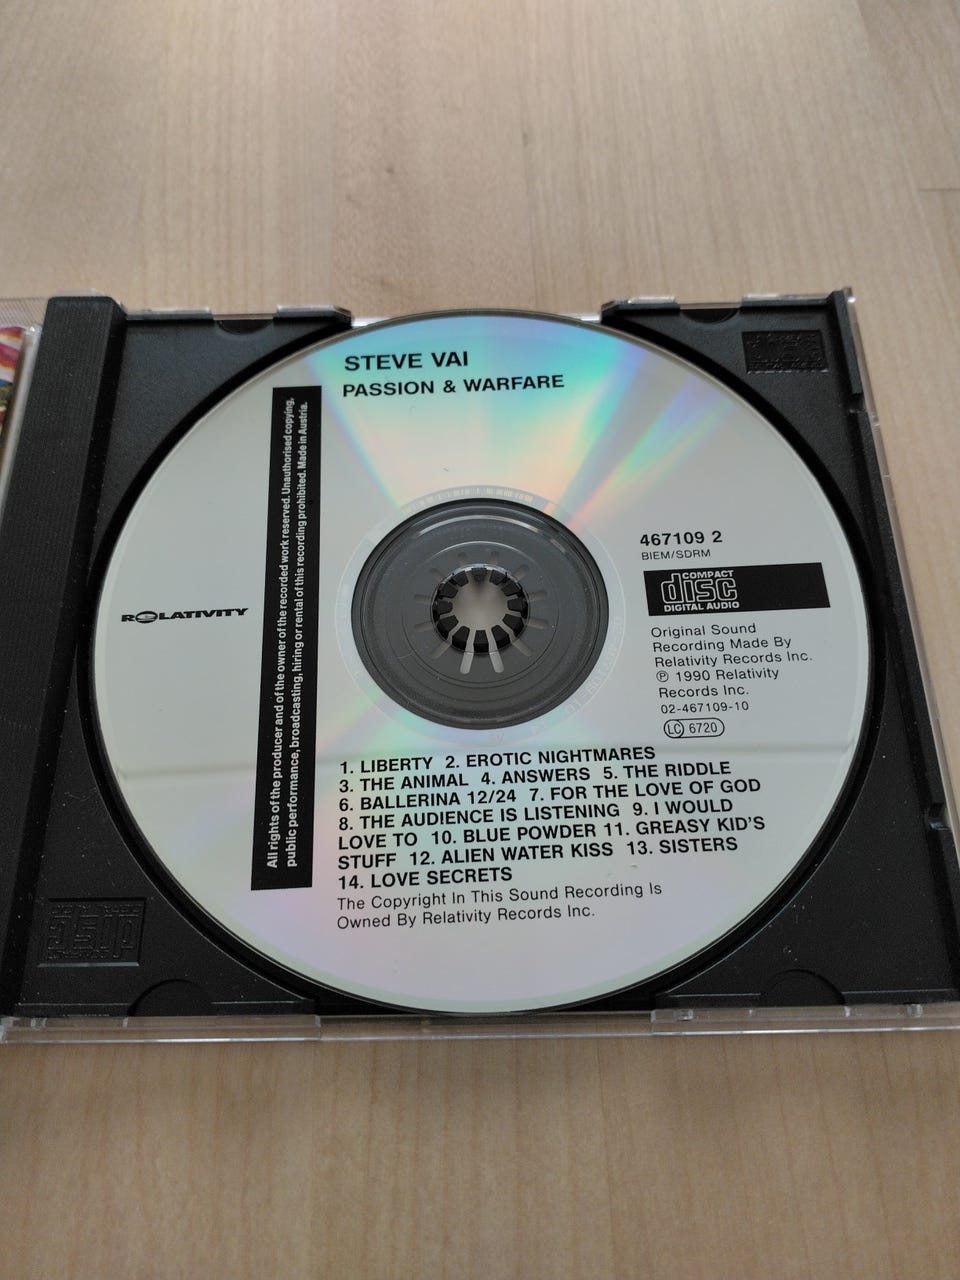 STEVE VAI
PASSION & WARFARE
All rights of the producer and of the owner of the recorded work reserved. Unauthorised copying,
public performance, broadcasting, hiring or rental of this recording prohibited. Made in Austria.
RELATIVITY
467109 2
BIEM/SDRM
COMPACT
disc
DIGITAL AUDIO
Original Sound
Recording Made By
Relativity Records Inc.
℗ 1990 Relativity
Records Inc.
02-467109-10
LC 6720
1. LIBERTY 2. EROTIC NIGHTMARES
3. THE ANIMAL 4. ANSWERS 5. THE RIDDLE
6. BALLERINA 12/24 7. FOR THE LOVE OF GOD
8. THE AUDIENCE IS LISTENING 9. I WOULD
LOVE TO 10. BLUE POWDER 11. GREASY KID'S
STUFF 12. ALIEN WATER KISS 13. SISTERS
14. LOVE SECRETS
The Copyright In This Sound Recording Is
Owned By Relativity Records Inc.
disc